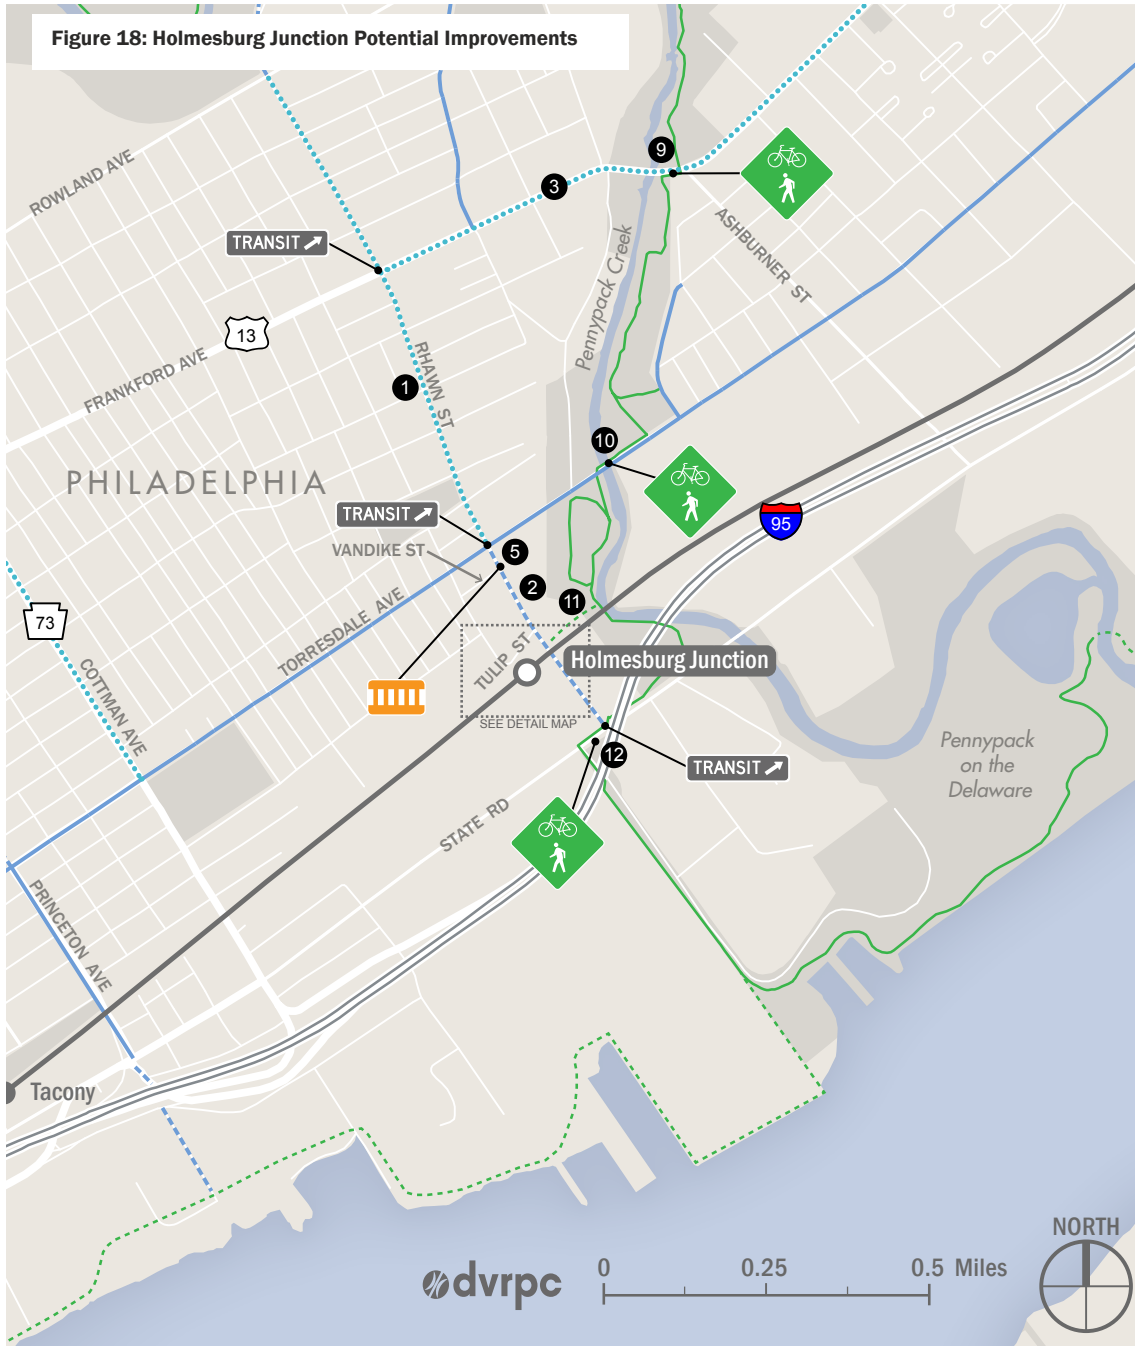 Figure 18: Holmesburg Junction Potential Improvements
9
ROWLAND AVE
3
TRANSIT
ASHBURNER ST
Pennypack Creek
13
FRANKFORD AVE
RHAWN ST
1
10
PHILADELPHIA
TRANSIT
95
VANDIKE ST
5
2
11
73
TORRESDALE AVE
TULIP ST
Holmesburg Junction
COTTMAN AVE
SEE DETAIL MAP
12
TRANSIT
Pennypack
on the
Delaware
STATE RD
PRINCETON AVE
Tacony
NORTH
dvrpc
0 0.25 0.5 Miles